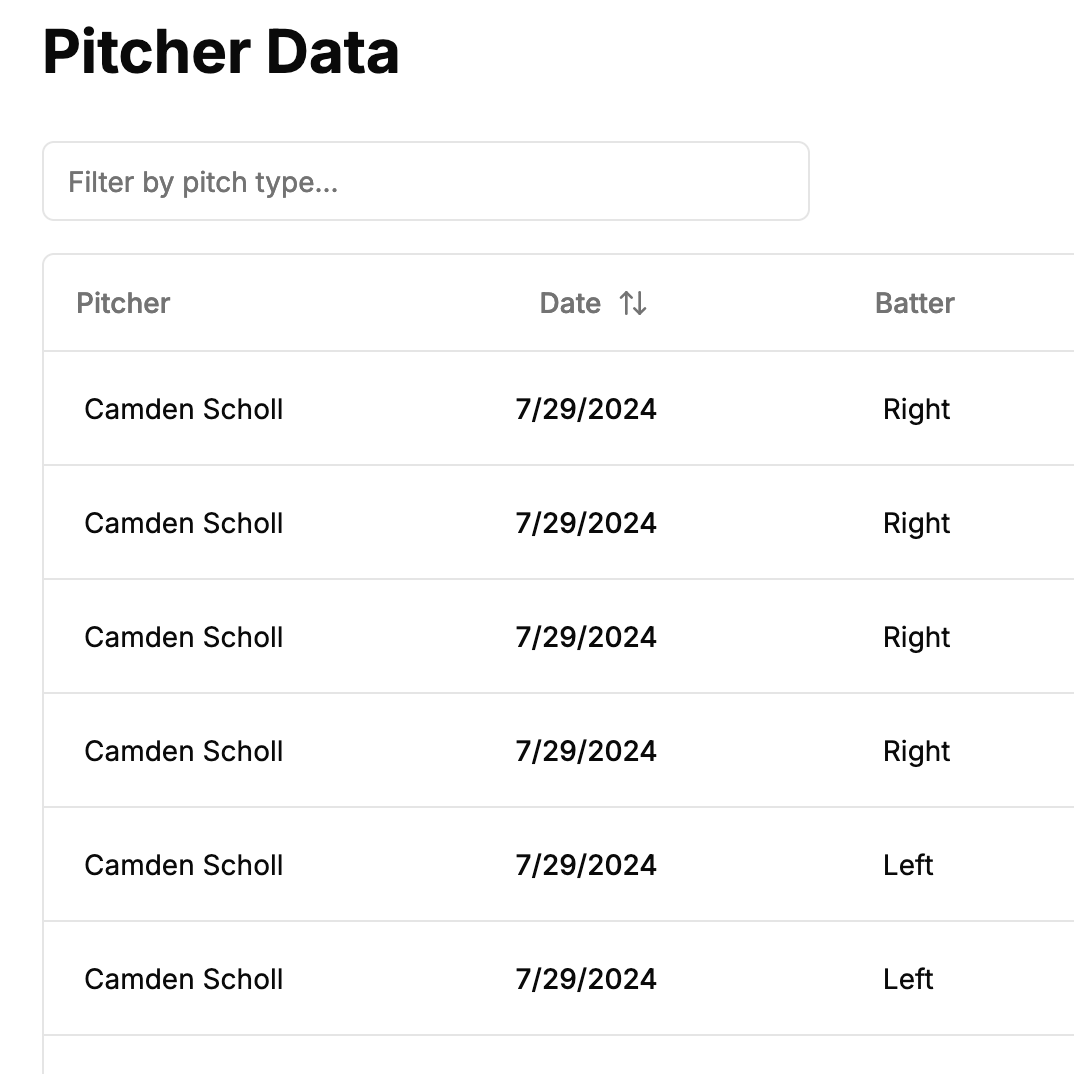 Pitcher Data
Filter by pitch type...
Pitcher Date Batter
Camden Scholl 7/29/2024 Right
Camden Scholl 7/29/2024 Right
Camden Scholl 7/29/2024 Right
Camden Scholl 7/29/2024 Right
Camden Scholl 7/29/2024 Left
Camden Scholl 7/29/2024 Left